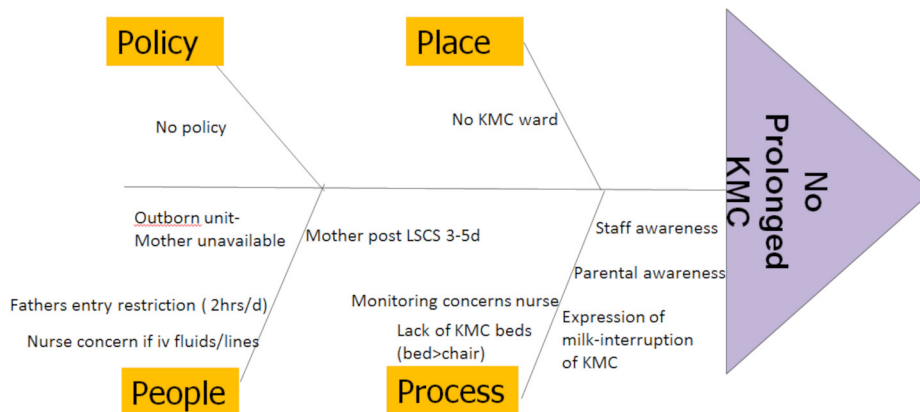 Policy
Place
No policy
No KMC ward
No
Prolonged
KMC
Outborn unit-
Mother unavailable
Mother post LSCS 3-5d
Staff awareness
Parental awareness
Fathers entry restriction ( 2hrs/d)
Monitoring concerns nurse
Nurse concern if iv fluids/lines
Lack of KMC beds
(bed>chair)
Expression of
milk-interruption
of KMC
People
Process